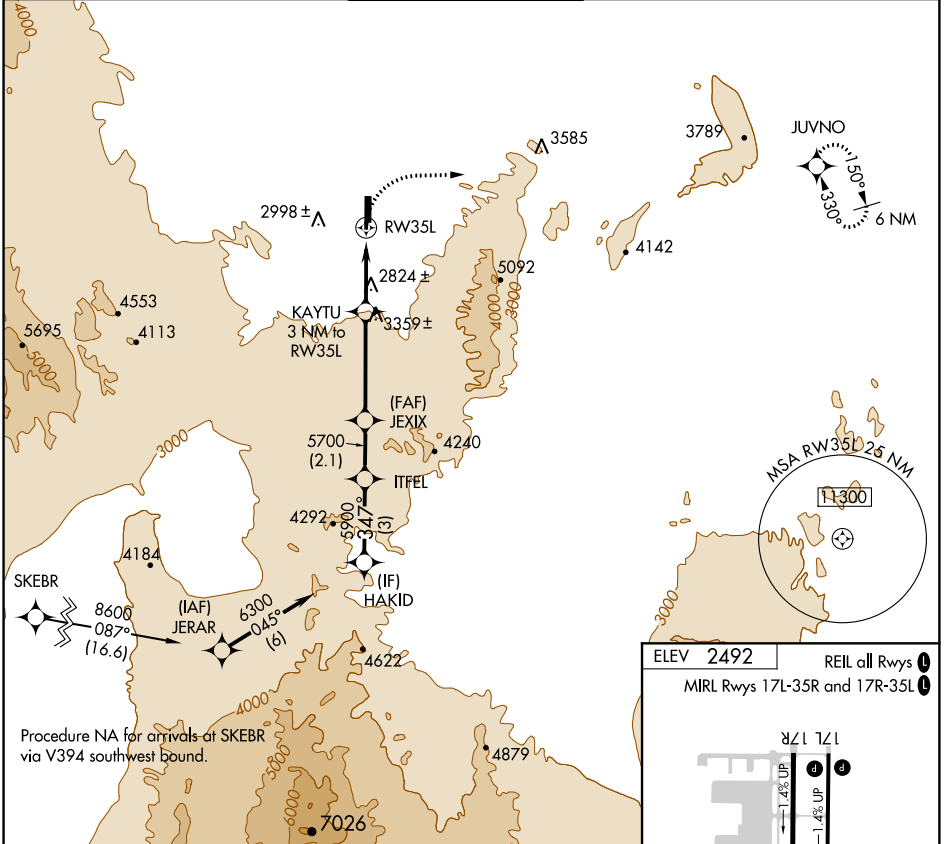 4000
3585
3789
JUVNO
150°
330°
6 NM
2998 ±
RW35L
4142
2824 ±
5092
4553
KAYTU
3 NM to
RW35L
3359 ±
4000
3000
5695
5000
4113
(FAF)
JEXIX
3000
5700
(2.1)
4240
ITFEL
MSA RW35L 25 NM
11300
4292
5900
347°
(3)
4184
SKEBR
8600
087°
(16.6)
(IAF)
JERAR
6300
045°
(6)
(IF)
HAKID
3000
4622
ELEV 2492
REIL all Rwys L
MIRL Rwys 17L-35R and 17R-35L L
4000
Procedure NA for arrivals at SKEBR
via V394 southwest bound.
5000
4879
6000
7026
17R 17L
P P
1.4% UP
1.4% UP